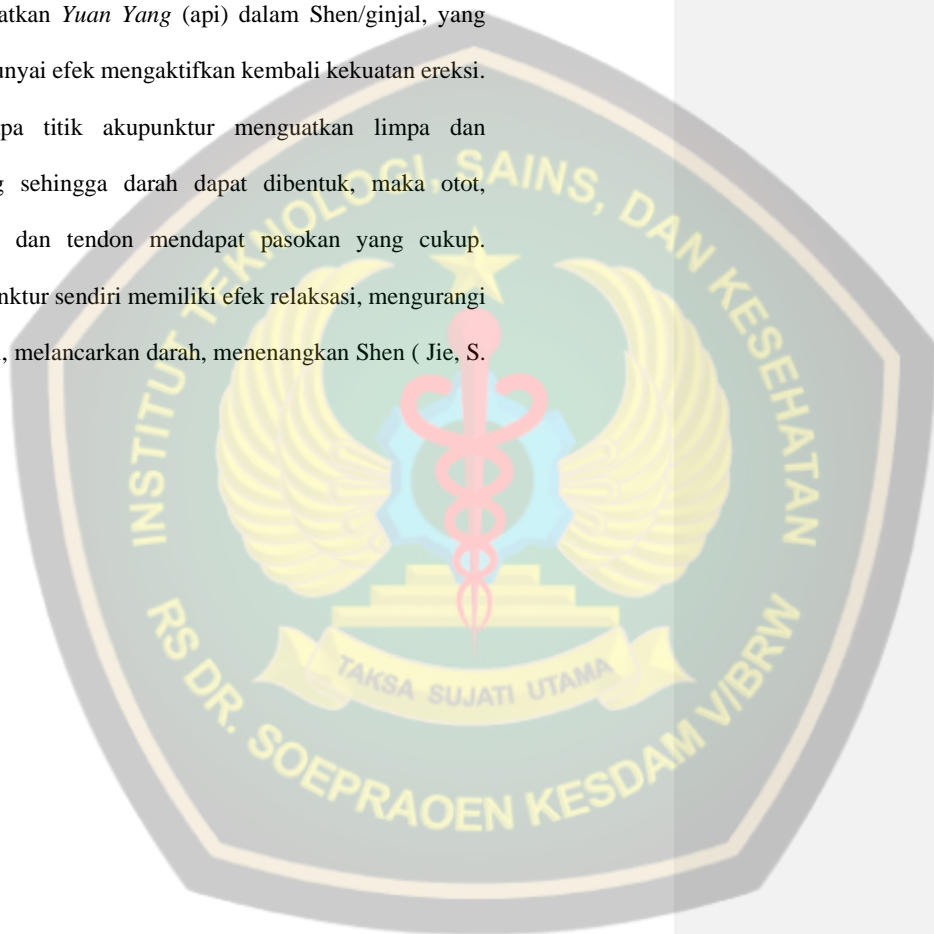 atkan Yuan Yang (api) dalam Shen/ginjal, yang
unyai efek mengaktifkan kembali kekuatan ereksi.
pa titik akupunktur menguatkan limpa dan
g sehingga darah dapat dibentuk, maka otot,
dan tendon mendapat pasokan yang cukup.
nktur sendiri memiliki efek relaksasi, mengurangi
, melancarkan darah, menenangkan Shen ( Jie, S.
INSTITUT TEKNOLOGI, SAINS, DAN KESEHATAN
TAKSA SUJATI UTAMA
RS DR. SOEPRAOEN KESDAM V/BRW